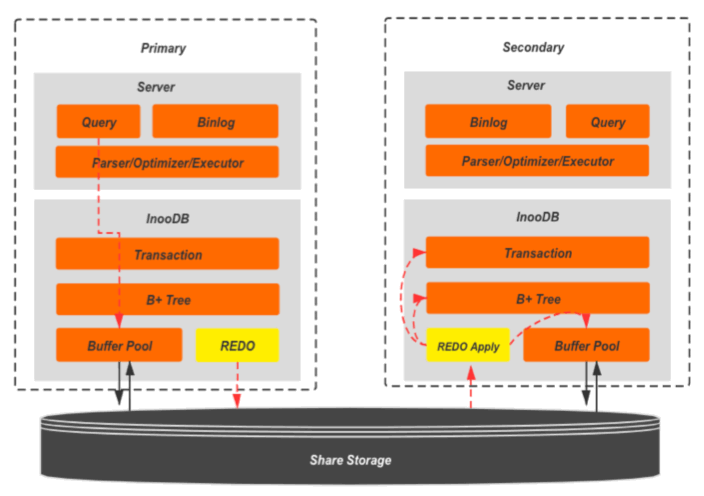 Primary
Server
Query
Binlog
Parser/Optimizer/Executor
InooDB
Transaction
B+ Tree
Buffer Pool
REDO
Secondary
Server
Binlog
Query
Parser/Optimizer/Executor
InooDB
Transaction
B+ Tree
REDO Apply
Buffer Pool
Share Storage